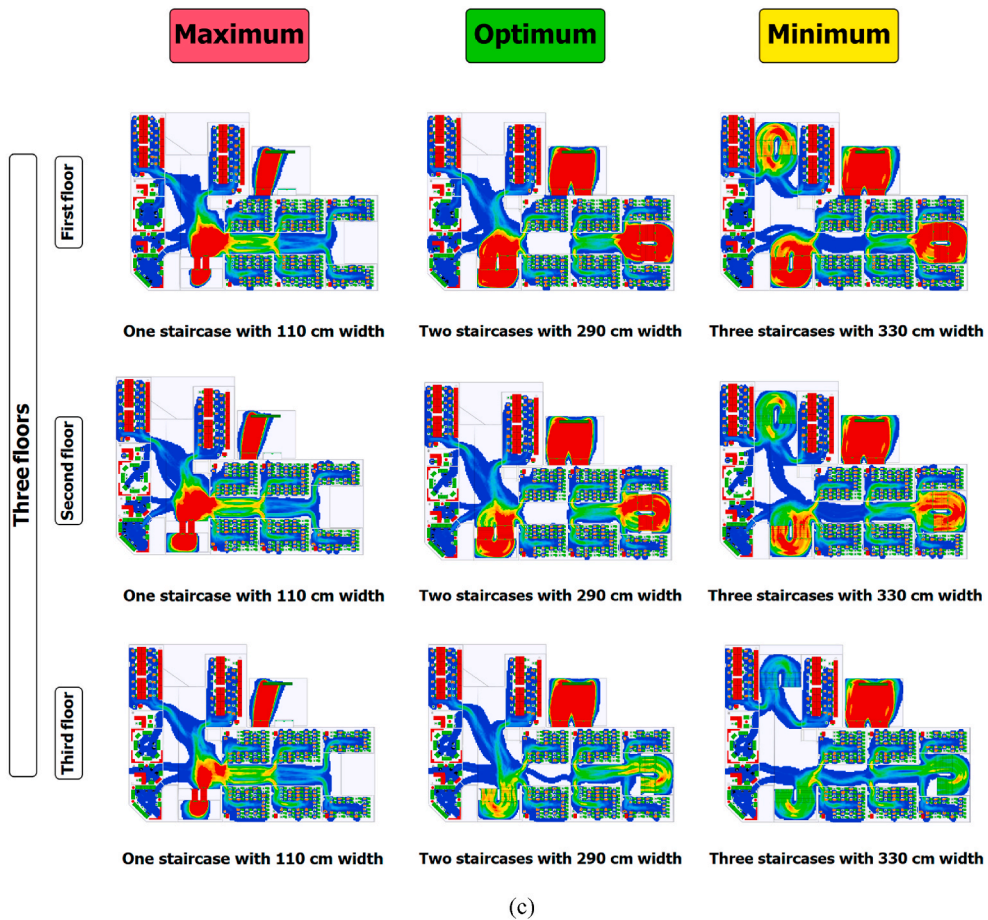 Maximum
Optimum
Minimum
Three floors
First floor
One staircase with 110 cm width
Two staircases with 290 cm width
Three staircases with 330 cm width
Second floor
One staircase with 110 cm width
Two staircases with 290 cm width
Three staircases with 330 cm width
Third floor
One staircase with 110 cm width
Two staircases with 290 cm width
Three staircases with 330 cm width
(c)